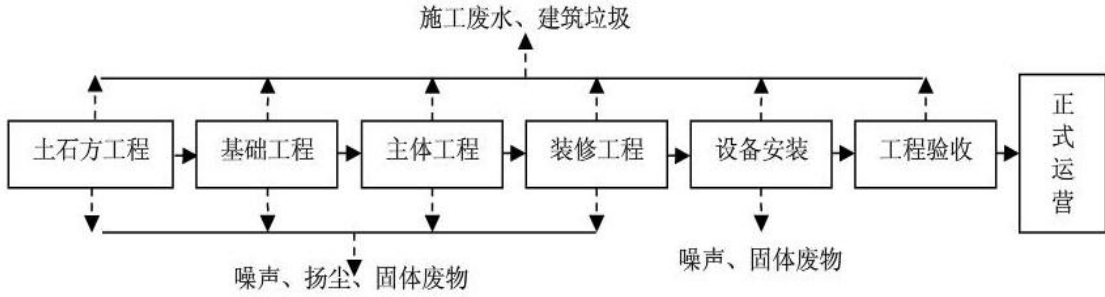 施工废水、建筑垃圾
土石方工程
基础工程
主体工程
装修工程
设备安装
工程验收
正式运营
噪声、扬尘、固体废物
噪声、固体废物